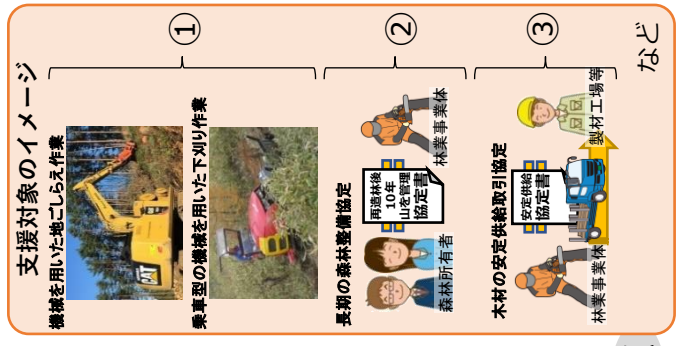 支援対象のイメージ
機械を用いた地ごしらえ作業
CAT
乗車型の機械を用いた下刈り作業
①
長期の森林整備協定
森林所有者
再造林後
10年
山を管理
協定書
林業事業体
②
木材の安定供給取引協定
林業事業体
安定供給
協定書
製材工場等
③
など